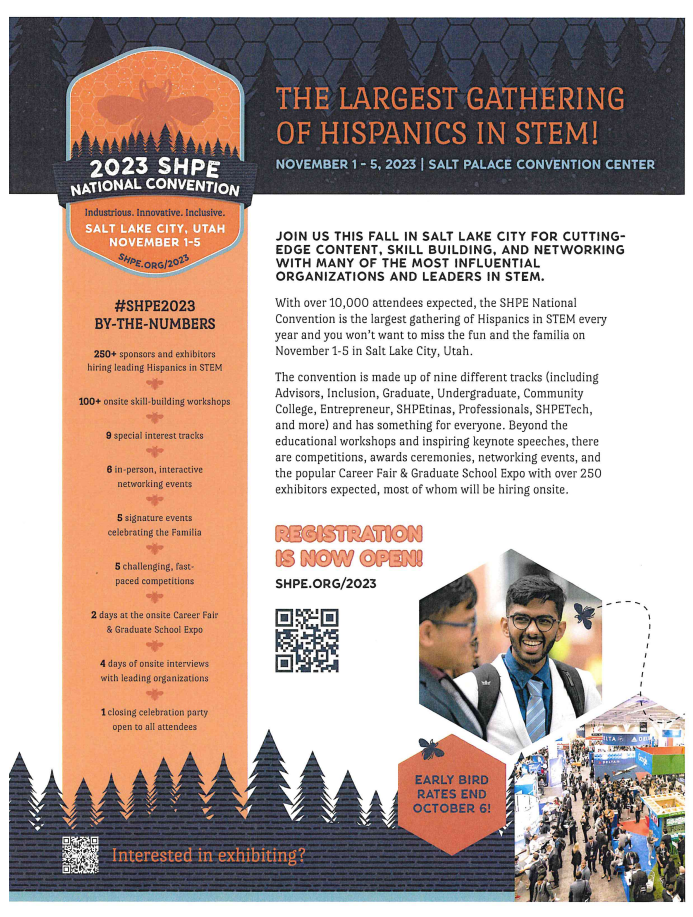 THE LARGEST GATHERING
OF HISPANICS IN STEM!
NOVEMBER 1 - 5, 2023 | SALT PALACE CONVENTION CENTER
2023 SHPE
NATIONAL CONVENTION
Industrious. Innovative. Inclusive.
SALT LAKE CITY, UTAH
NOVEMBER 1-5
SHPE.ORG/2023
#SHPE2023
BY-THE-NUMBERS
250+ sponsors and exhibitors
hiring leading Hispanics in STEM
100+ onsite skill-building workshops
9 special interest tracks
6 in-person, interactive
networking events
5 signature events
celebrating the Familia
5 challenging, fast-
paced competitions
2 days at the onsite Career Fair
& Graduate School Expo
4 days of onsite interviews
with leading organizations
1 closing celebration party
open to all attendees
JOIN US THIS FALL IN SALT LAKE CITY FOR CUTTING-
EDGE CONTENT, SKILL BUILDING, AND NETWORKING
WITH MANY OF THE MOST INFLUENTIAL
ORGANIZATIONS AND LEADERS IN STEM.
With over 10,000 attendees expected, the SHPE National
Convention is the largest gathering of Hispanics in STEM every
year and you won't want to miss the fun and the familia on
November 1-5 in Salt Lake City, Utah.
The convention is made up of nine different tracks (including
Advisors, Inclusion, Graduate, Undergraduate, Community
College, Entrepreneur, SHPEtinas, Professionals, SHPETech,
and more) and has something for everyone. Beyond the
educational workshops and inspiring keynote speeches, there
are competitions, awards ceremonies, networking events, and
the popular Career Fair & Graduate School Expo with over 250
exhibitors expected, most of whom will be hiring onsite.
REGISTRATION
IS NOW OPEN!
SHPE.ORG/2023
EARLY BIRD
RATES END
OCTOBER 6!
Interested in exhibiting?